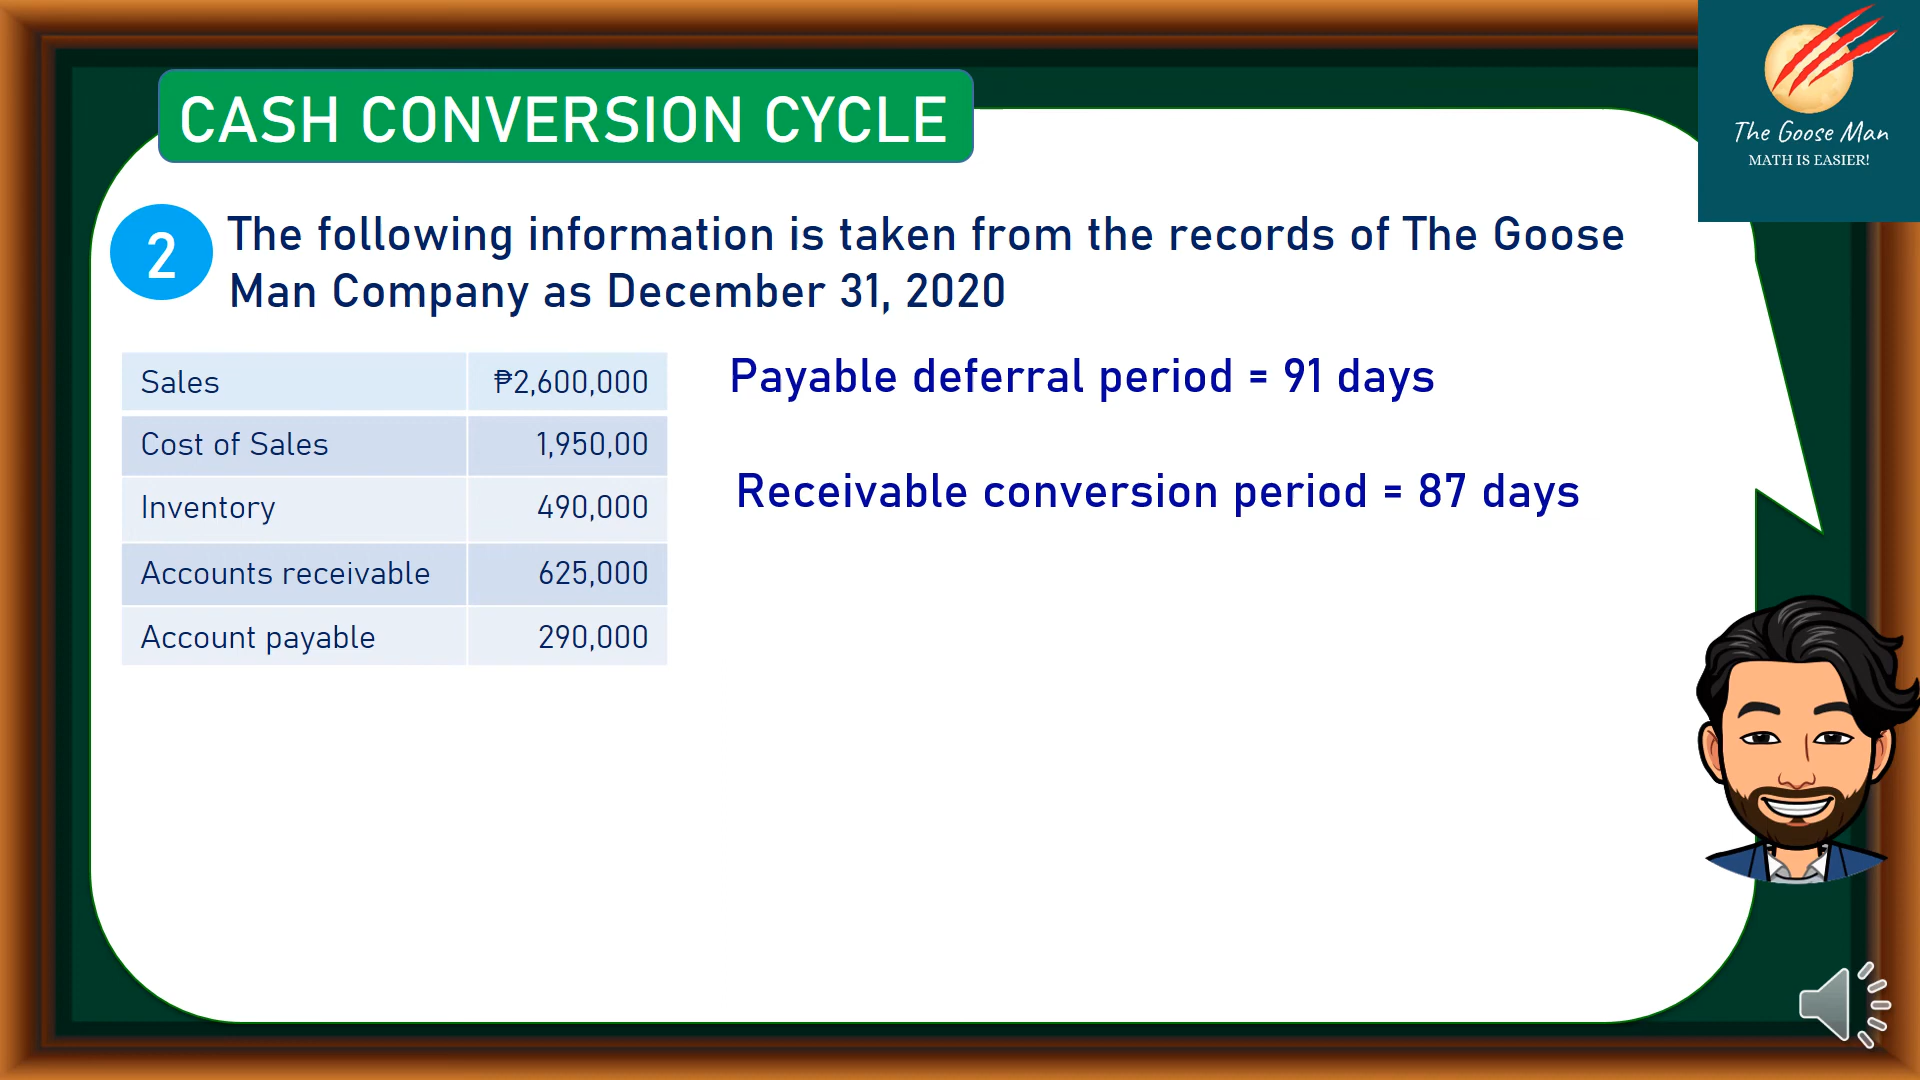 CASH CONVERSION CYCLE
The Goose Man
MATH IS EASIER!
2
The following information is taken from the records of The Goose
Man Company as December 31, 2020
Sales ₱2,600,000
Cost of Sales 1,950,00
Inventory 490,000
Accounts receivable 625,000
Account payable 290,000
Payable deferral period = 91 days
Receivable conversion period = 87 days